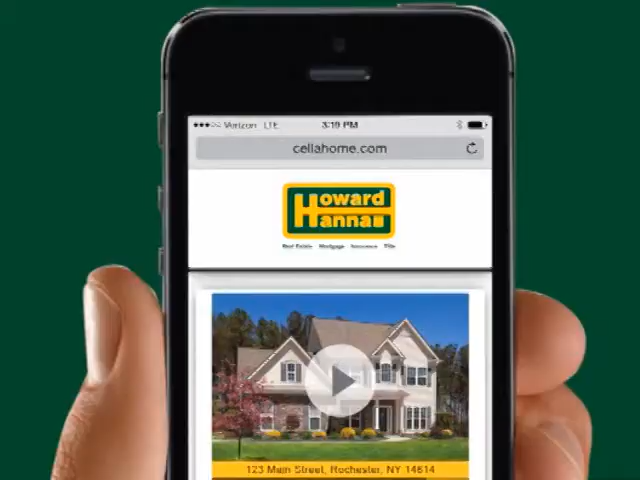 Verizon LTE 3:19 PM
cellahome.com
Howard
Hanna
Real Estate Mortgage Insurance Title
123 Main Street, Rochester, NY 14614